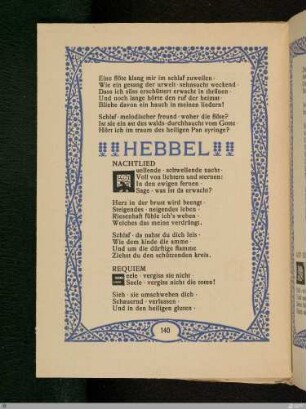 Eine flöte klang mir im schlaf zuweilen ·
Wie ein gesang der urwelt · sehnsucht weckend ·
Dass ich süss erschüttert erwacht in tiefsten
Und noch lange hörte den ruf der heimat
Bliebe davon ein hauch in meinen liedern!
Schlaf · melodischer freund · woher die flöte?
Ist sie ein ast des walds · durchhaucht vom Gotte ·
Hört ich im traum des heiligen Pan syringe?
HEBBEL
NACHTLIED
Quellende · schwellende nacht ·
Voll von lichtern und sternen:
In den ewigen fernen ·
Sage · was ist da erwacht?
Herz in der brust wird beengt ·
Steigendes · neigendes leben ·
Riesenhaft fühle ich's weben ·
Welches das meine verdrängt.
Schlaf · da nahst du dich leis ·
Wie dem kinde die amme ·
Und um die dürftige flamme
Ziehst du den schützenden kreis.
REQUIEM
Seele · vergiss sie nicht ·
Seele · vergiss nicht die toten!
Sieh · sie umschweben dich ·
Schauernd · verlassen ·
Und in den heiligen gluten ·
140